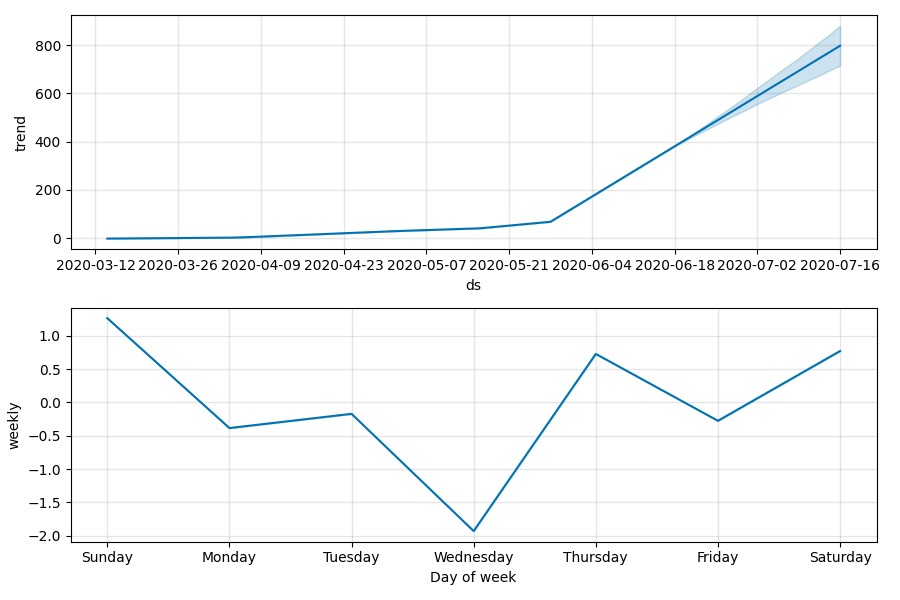 800
600
400
200
0
trend
2020-03-12 2020-03-26 2020-04-09 2020-04-23 2020-05-07 2020-05-21 2020-06-04 2020-06-18 2020-07-02 2020-07-16
ds
1.0
0.5
0.0
−0.5
−1.0
−1.5
−2.0
weekly
Sunday Monday Tuesday Wednesday Thursday Friday Saturday
Day of week